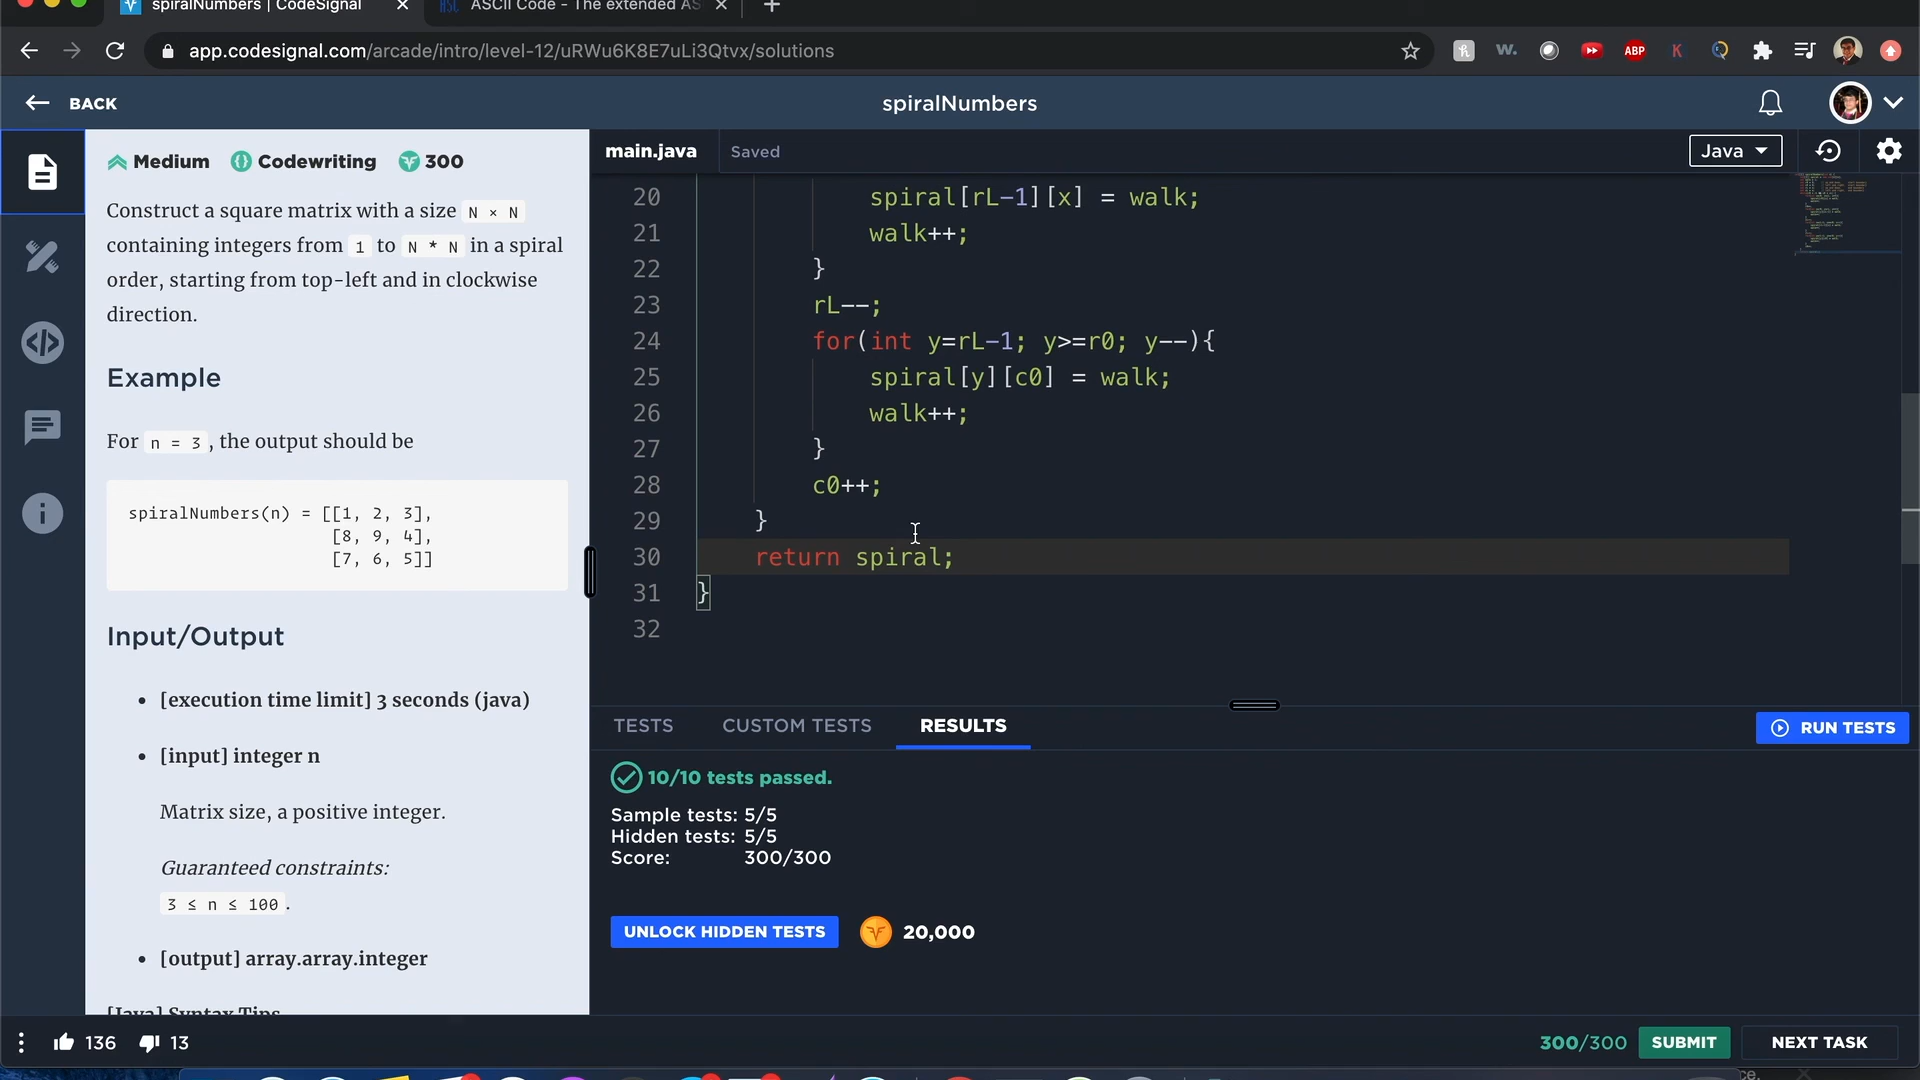 spiralNumbers | CodeSignal
ASCII Code - The extended AS
app.codesignal.com/arcade/intro/level-12/uRWu6K8E7uLi3Qtvx/solutions
ABP
BACK
spiralNumbers
Medium Codewriting 300
main.java Saved
Java
Construct a square matrix with a size N × N
containing integers from 1 to N * N in a spiral
order, starting from top-left and in clockwise
direction.
Example
For n = 3 , the output should be
spiralNumbers(n) = [[1, 2, 3],
[8, 9, 4],
[7, 6, 5]]
Input/Output
• [execution time limit] 3 seconds (java)
• [input] integer n
Matrix size, a positive integer.
Guaranteed constraints:
3 ≤ n ≤ 100 .
• [output] array.array.integer
[Java] Syntax Tips
20 spiral[rL-1][x] = walk;
21 walk++;
22 }
23 rL--;
24 for(int y=rL-1; y>=r0; y--){
25 spiral[y][c0] = walk;
26 walk++;
27 }
28 c0++;
29 }
30 return spiral;
31 }
32
TESTS CUSTOM TESTS RESULTS
RUN TESTS
10/10 tests passed.
Sample tests: 5/5
Hidden tests: 5/5
Score: 300/300
UNLOCK HIDDEN TESTS 20,000
136 13
300/300 SUBMIT NEXT TASK